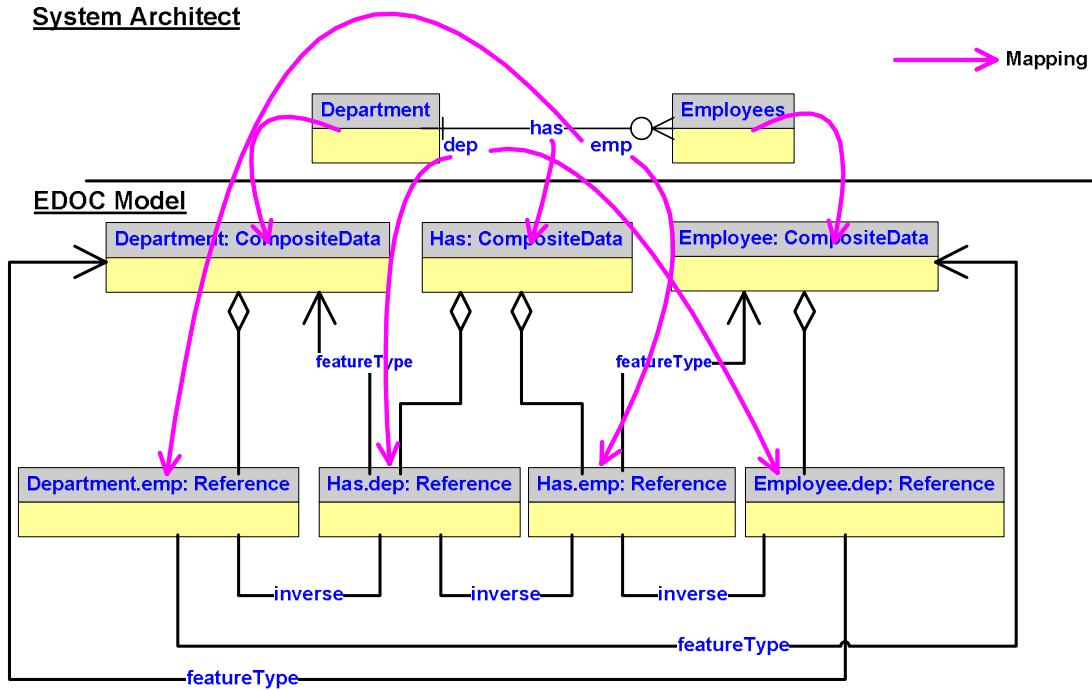 System Architect
Mapping
Department
Employees
has
dep
emp
EDOC Model
Department: CompositeData
Has: CompositeData
Employee: CompositeData
featureType
featureType
Department.emp: Reference
Has.dep: Reference
Has.emp: Reference
Employee.dep: Reference
inverse
inverse
inverse
featureType
featureType